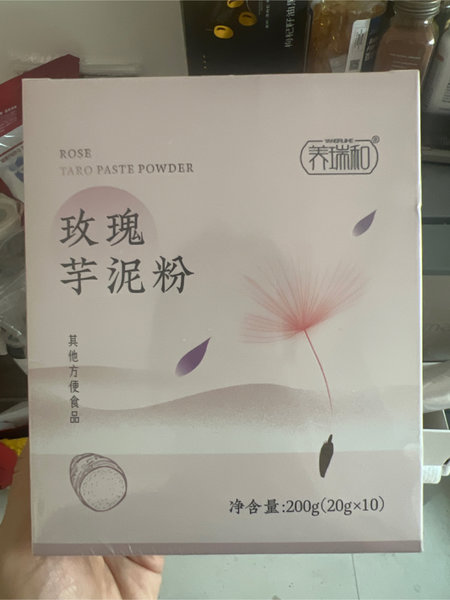 ROSE
TARO PASTE POWDER
养瑞和®
玫瑰
芋泥粉
其他方便食品
净含量:200g(20g×10)